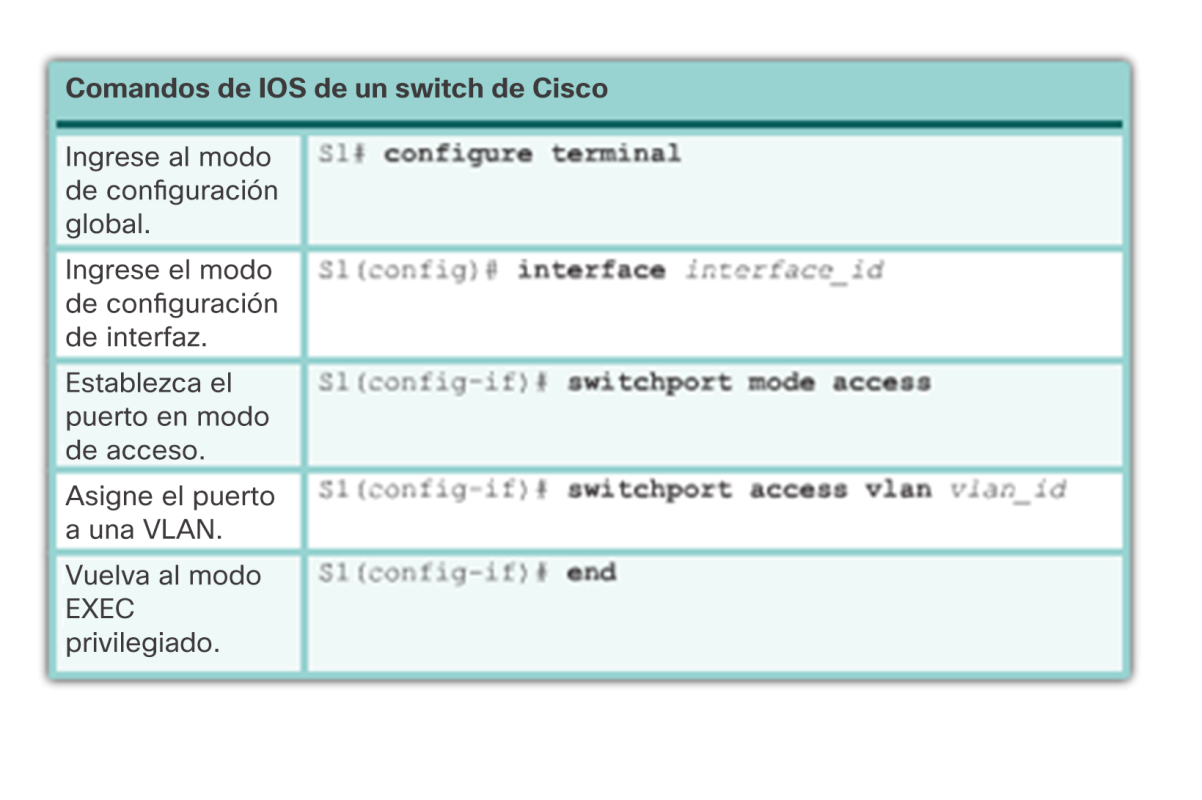 Comandos de IOS de un switch de Cisco
Ingrese al modo
de configuración
global.
S1# configure terminal
Ingrese el modo
de configuración
de interfaz.
S1(config)# interface interface_id
Establezca el
puerto en modo
de acceso.
S1(config-if)# switchport mode access
Asigne el puerto
a una VLAN.
S1(config-if)# switchport access vlan vlan_id
Vuelva al modo
EXEC
privilegiado.
S1(config-if)# end